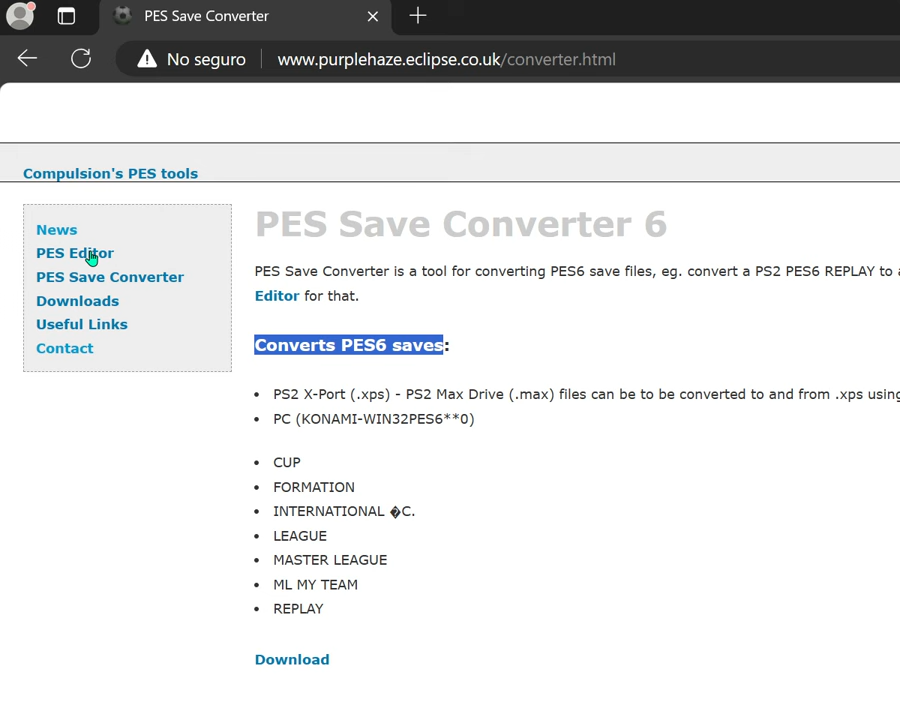 PES Save Converter
No seguro
www.purplehaze.eclipse.co.uk/converter.html
Compulsion's PES tools
News
PES Editor
PES Save Converter
Downloads
Useful Links
Contact
PES Save Converter 6
PES Save Converter is a tool for converting PES6 save files, eg. convert a PS2 PES6 REPLAY to
Editor for that.
Converts PES6 saves:
• PS2 X-Port (.xps) - PS2 Max Drive (.max) files can be to be converted to and from .xps using
• PC (KONAMI-WIN32PES6**0)
• CUP
• FORMATION
• INTERNATIONAL �C.
• LEAGUE
• MASTER LEAGUE
• ML MY TEAM
• REPLAY
Download